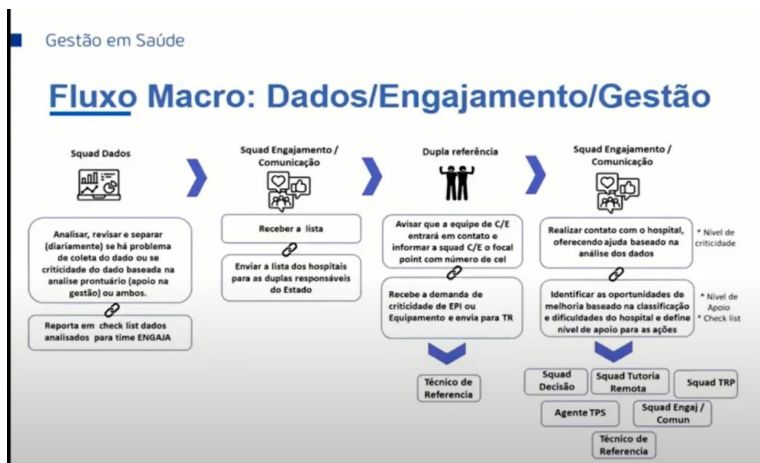 Gestão em Saúde
Fluxo Macro: Dados/Engajamento/Gestão
Squad Dados
Analisar, revisar e separar
(diariamente) se há problema
de coleta do dado ou se
criticidade do dado baseada na
analise prontuário (apoio na
gestão) ou ambos.
Reporta em check list dados
analisados para time ENGAJA
Squad Engajamento /
Comunicação
Receber a lista
Enviar a lista dos hospitais
para as duplas responsáveis
do Estado
Dupla referência
Avisar que a equipe de C/E
entrará em contato e
informar a squad C/E o focal
point com número de cel
Recebe a demanda de
criticidade de EPI ou
Equipamento e envia para TR
Técnico de
Referencia
Squad Engajamento /
Comunicação
Realizar contato com o hospital,
oferecendo ajuda baseado na
análise dos dados
* Nível de
criticidade
Identificar as oportunidades de
melhoria baseado na classificação
e dificuldades do hospital e define
nível de apoio para as ações
* Nível de
Apoio
* Check list
Squad
Decisão
Squad Tutoria
Remota
Squad TRP
Agente TPS
Squad Engaj /
Comun
Técnico de
Referencia